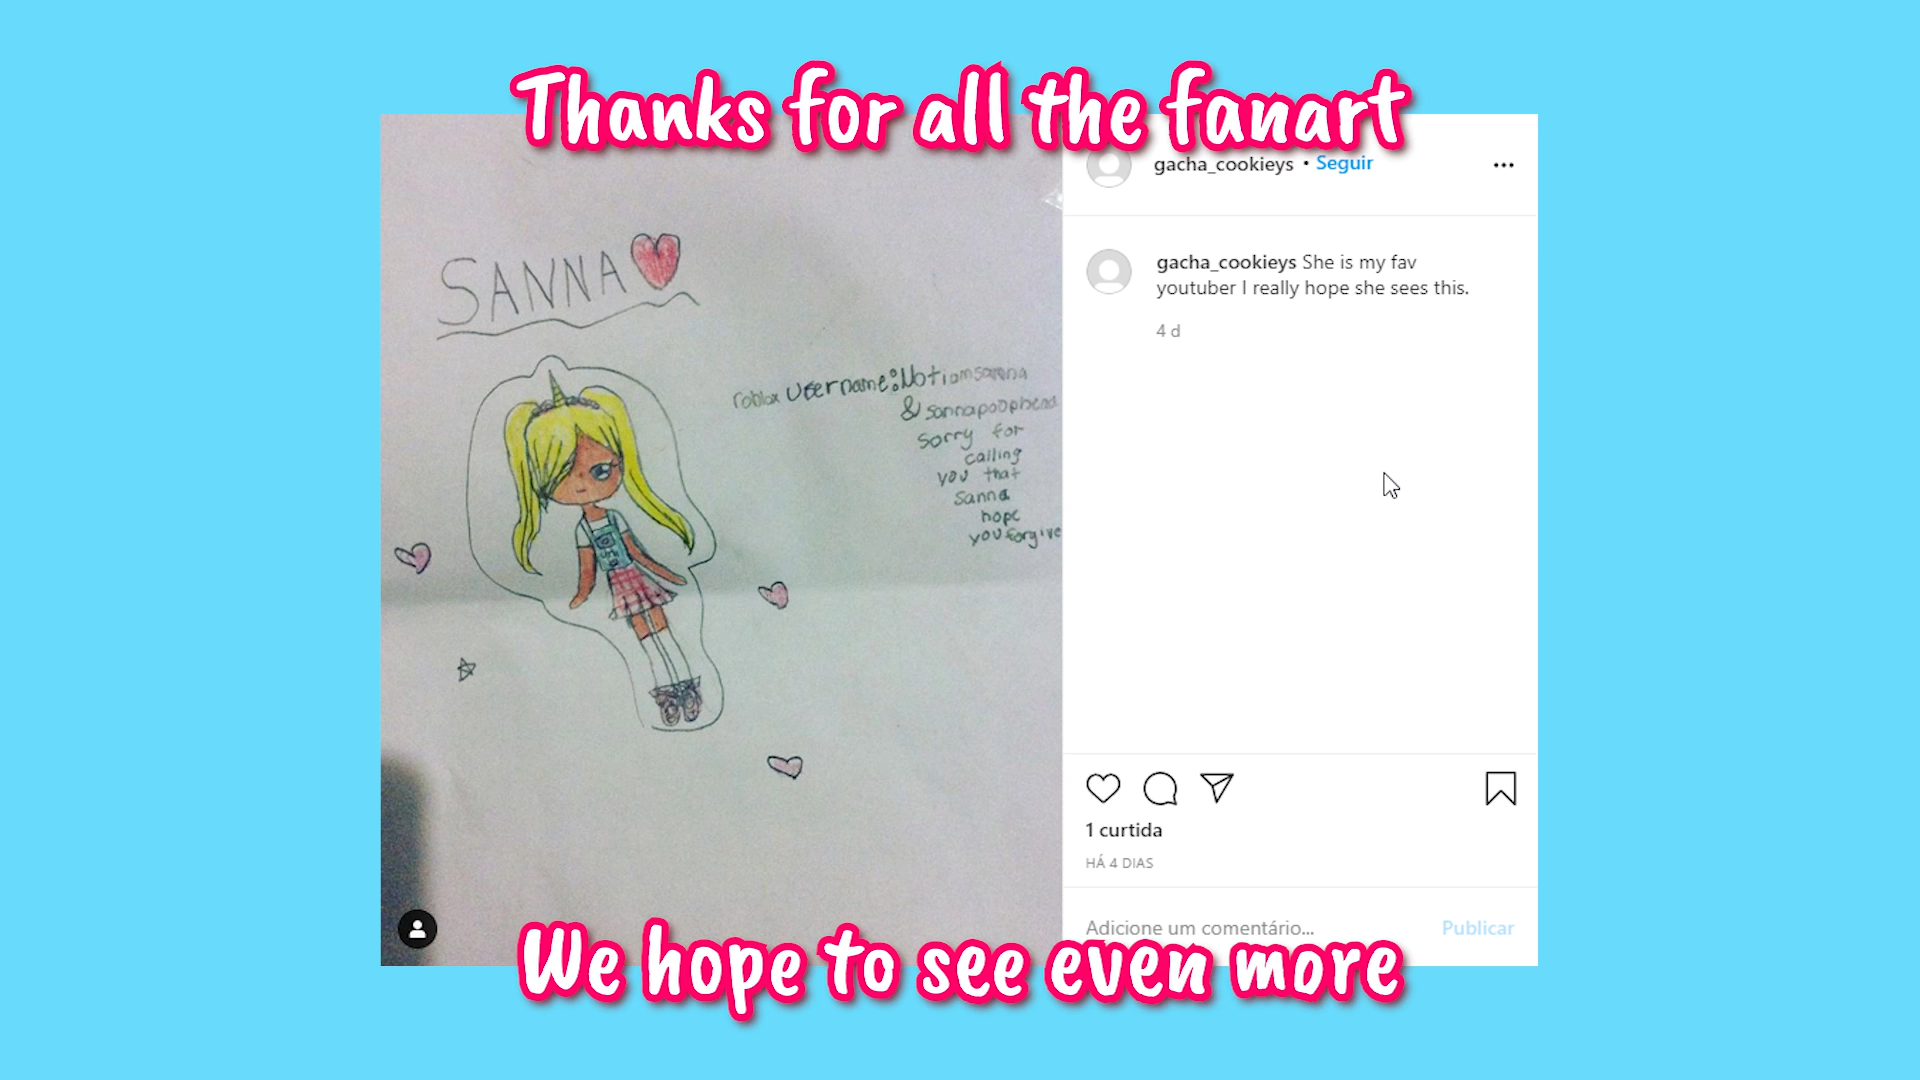 Thanks for all the fanart
gacha_cookieys • Seguir
SANNA
gacha_cookieys She is my fav
youtuber I really hope she sees this.
4 d
roblox username: Notiamsanna
& sannapoophead
sorry for
calling
you that
sanna
hope
you forgive
uni
1 curtida
HÁ 4 DIAS
Adicione um comentário...
Publicar
We hope to see even more